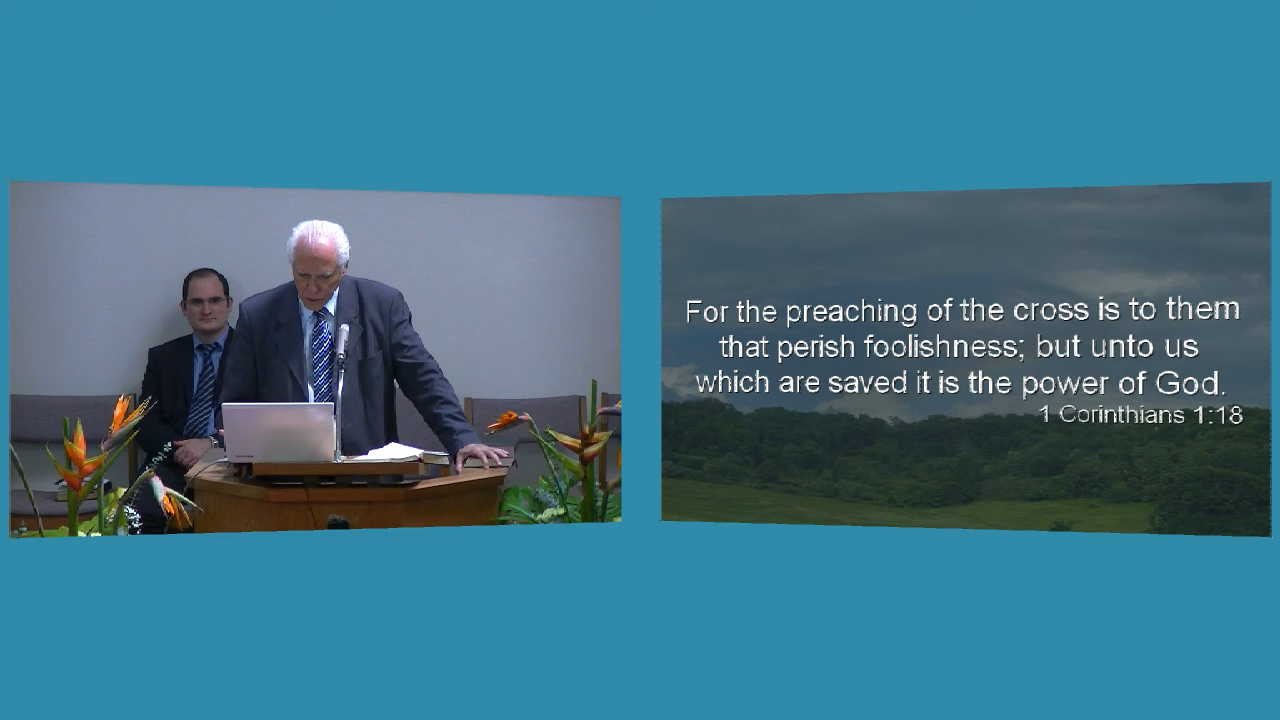 For the preaching of the cross is to them
that perish foolishness; but unto us
which are saved it is the power of God.
1 Corinthians 1:18